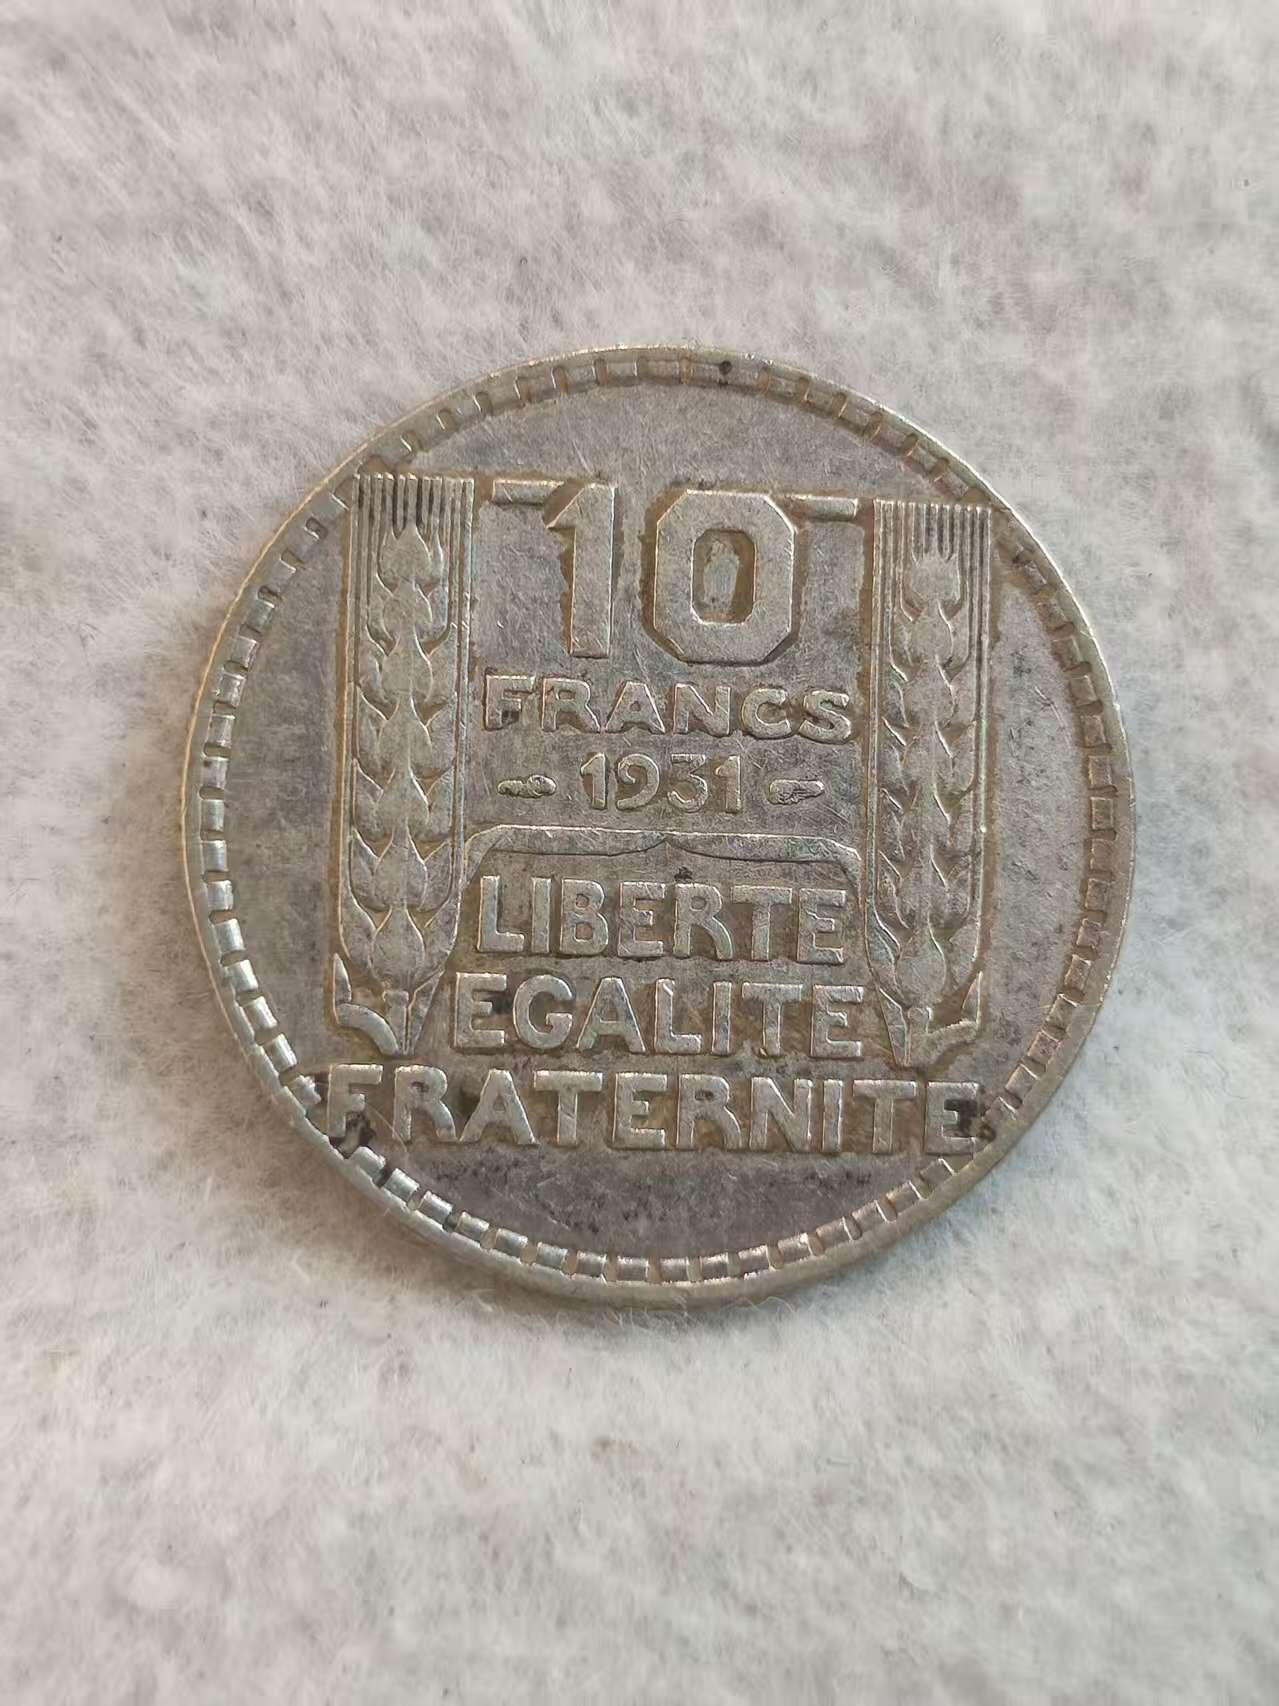 10
FRANCS
1931
LIBERTE
EGALITE
FRATERNITE